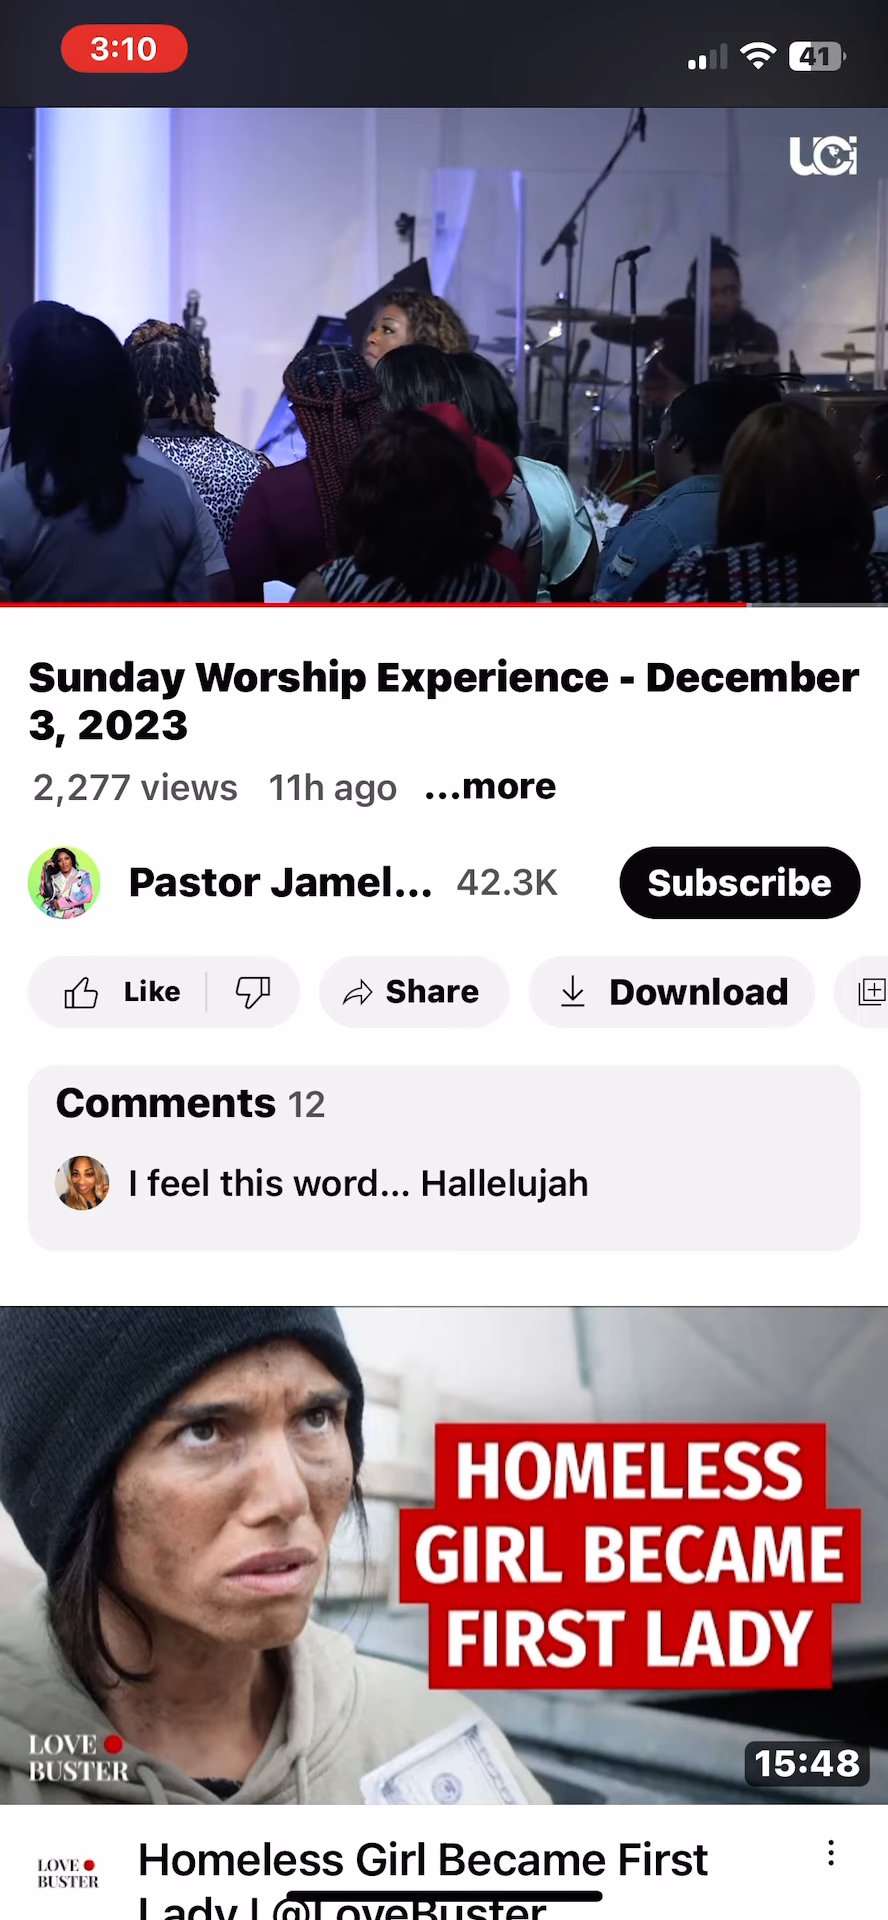 3:10
41
UCi
Sunday Worship Experience - December
3, 2023
2,277 views 11h ago ...more
Pastor Jamel... 42.3K Subscribe
Like Share Download
Comments 12
I feel this word... Hallelujah
HOMELESS
GIRL BECAME
FIRST LADY
LOVE
BUSTER
15:48
LOVE
BUSTER
Homeless Girl Became First
Lady | @LoveBuster